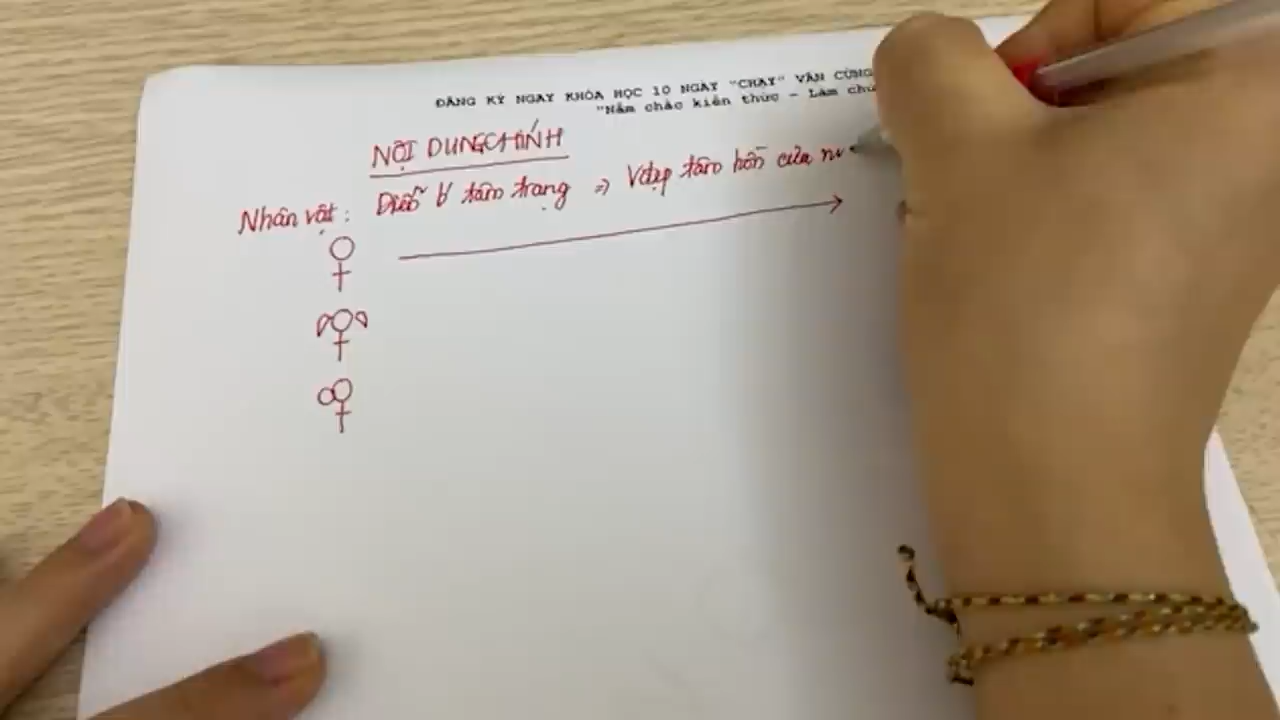 ĐĂNG KÝ NGAY KHÓA HỌC 10 NGÀY "CHẠY" VĂN CÙNG
"Nắm chắc kiến thức - Làm chủ
NỘI DUNG CHÍNH
Nhân vật: Diễn b' tâm trạng => Vđẹp tâm hồn của nv